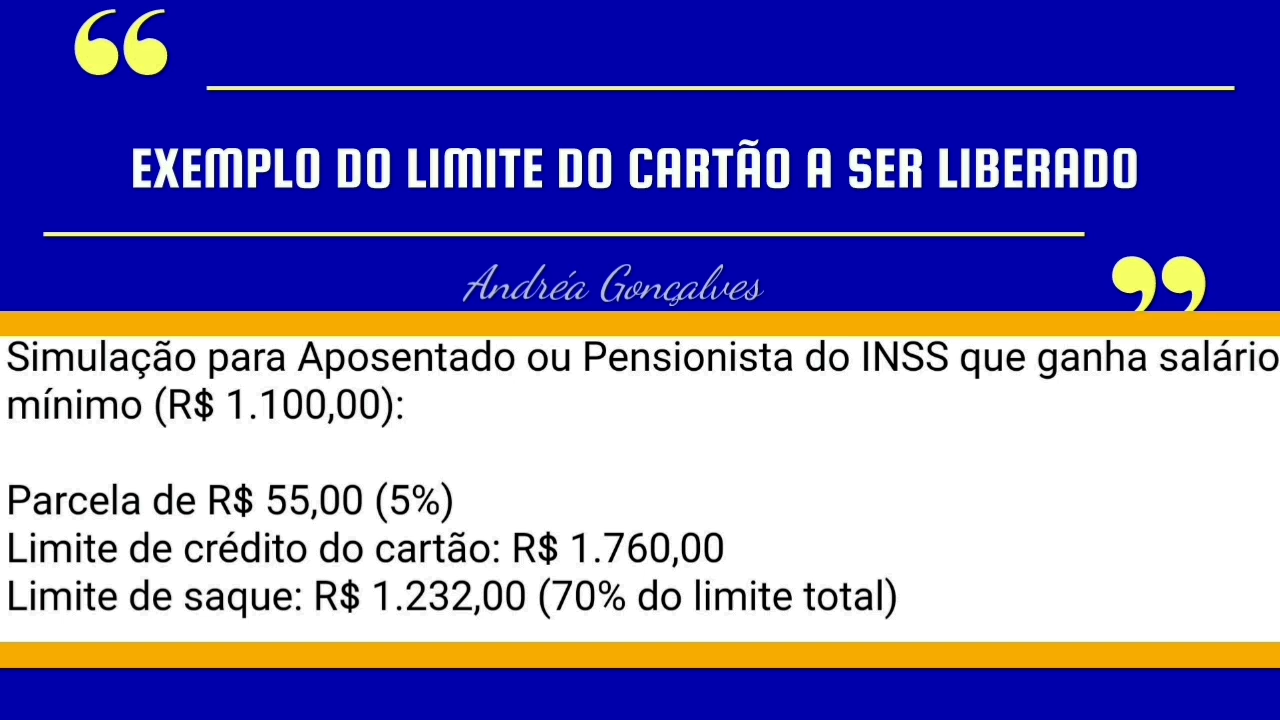 EXEMPLO DO LIMITE DO CARTÃO A SER LIBERADO
Andréa Gonçalves
Simulação para Aposentado ou Pensionista do INSS que ganha salário
mínimo (R$ 1.100,00):
Parcela de R$ 55,00 (5%)
Limite de crédito do cartão: R$ 1.760,00
Limite de saque: R$ 1.232,00 (70% do limite total)